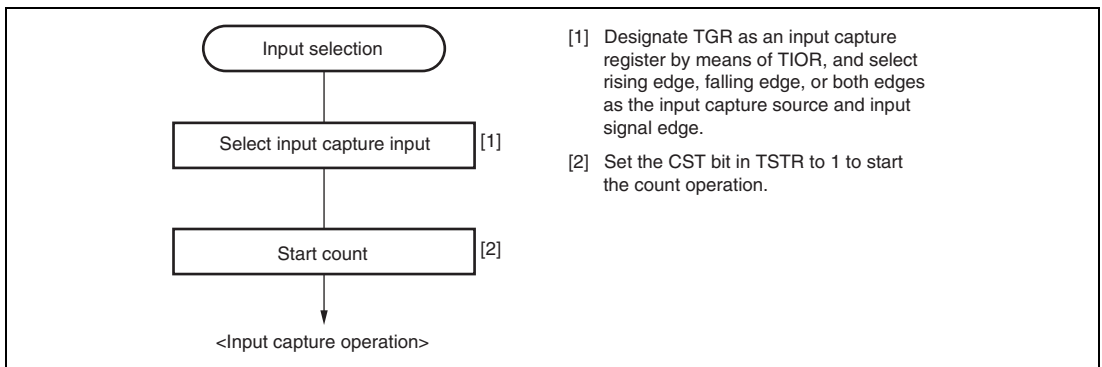 Input selection
Select input capture input
[1]
Start count
[2]
<Input capture operation>
[1] Designate TGR as an input capture
register by means of TIOR, and select
rising edge, falling edge, or both edges
as the input capture source and input
signal edge.
[2] Set the CST bit in TSTR to 1 to start
the count operation.